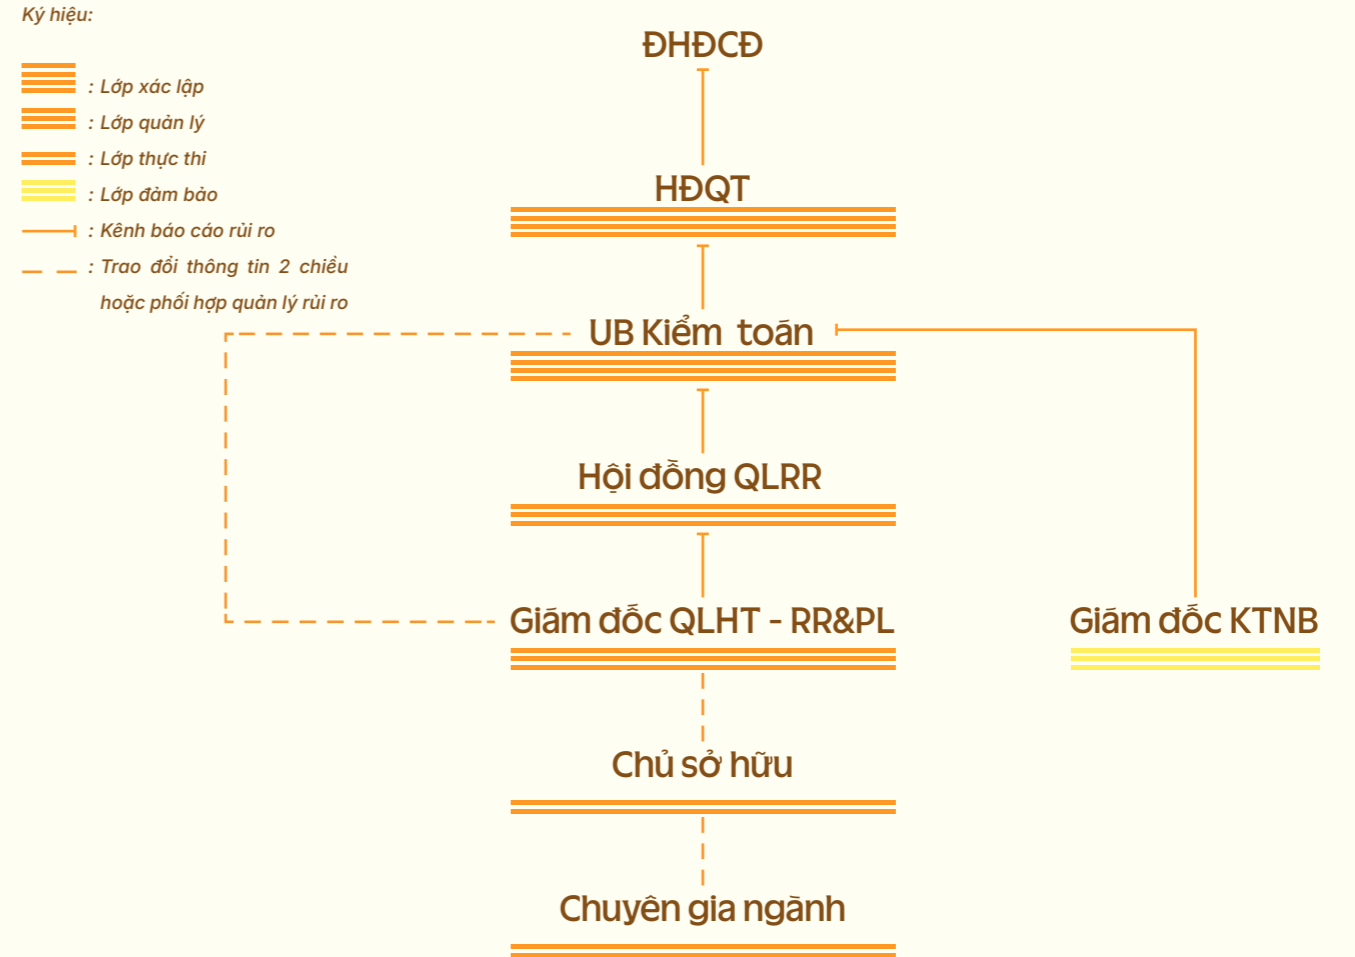 Ký hiệu:
: Lớp xác lập
: Lớp quản lý
: Lớp thực thi
: Lớp đảm bảo
: Kênh báo cáo rủi ro
: Trao đổi thông tin 2 chiều
hoặc phối hợp quản lý rủi ro
ĐHĐCĐ
HĐQT
UB Kiểm toán
Hội đồng QLRR
Giám đốc QLHT - RR&PL
Giám đốc KTNB
Chủ sở hữu
Chuyên gia ngành